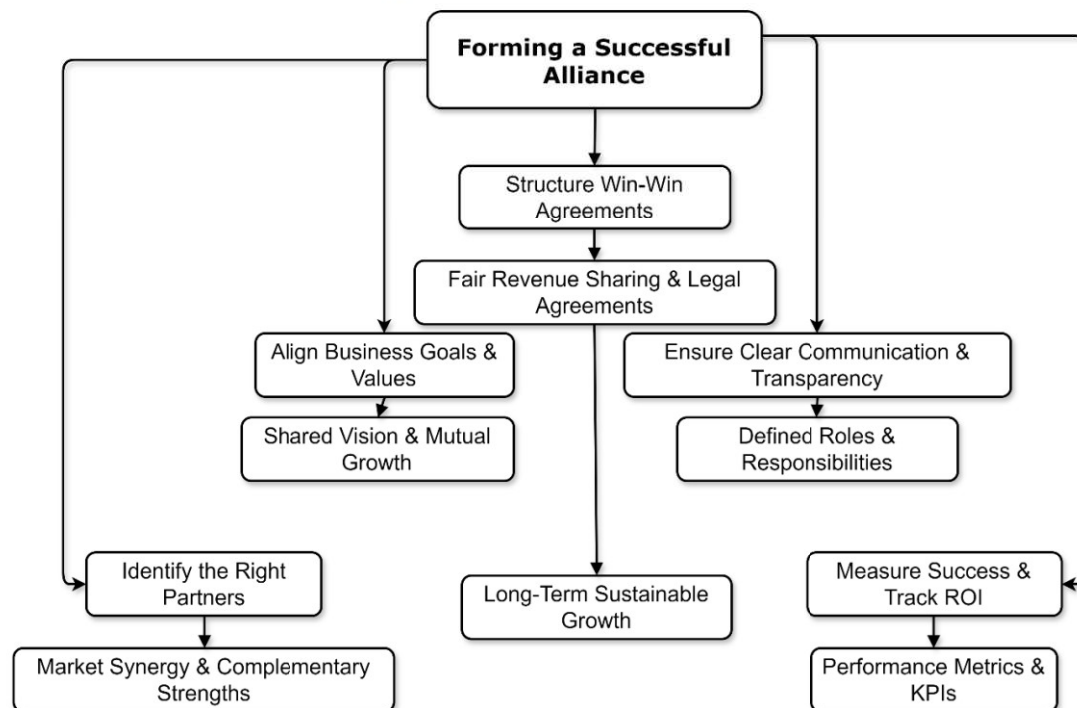 Forming a Successful
Alliance
Structure Win-Win
Agreements
Fair Revenue Sharing & Legal
Agreements
Align Business Goals &
Values
Ensure Clear Communication &
Transparency
Shared Vision & Mutual
Growth
Defined Roles &
Responsibilities
Identify the Right
Partners
Long-Term Sustainable
Growth
Measure Success &
Track ROI
Market Synergy & Complementary
Strengths
Performance Metrics &
KPIs